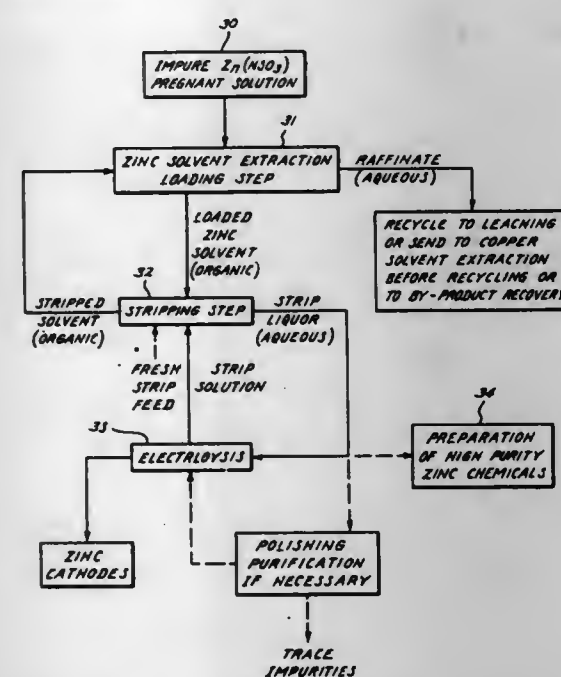 30
IMPURE Zn(NSO3)
PREGNANT SOLUTION
31
ZINC SOLVENT EXTRACTION
LOADING STEP
RAFFINATE
(AQUEOUS)
LOADED
ZINC
SOLVENT
(ORGANIC)
RECYCLE TO LEACHING
OR SEND TO COPPER
SOLVENT EXTRACTION
BEFORE RECYCLING OR
TO BY-PRODUCT RECOVERY
32
STRIPPED
SOLVENT
(ORGANIC)
STRIPPING STEP
STRIP
LIQUOR
(AQUEOUS)
FRESH
STRIP
FEED
STRIP
SOLUTION
33
ELECTRLOYSIS
34
PREPARATION
OF HIGH PURITY
ZINC CHEMICALS
ZINC
CATHODES
POLISHING
PURIFICATION
IF NECESSARY
TRACE
IMPURITIES